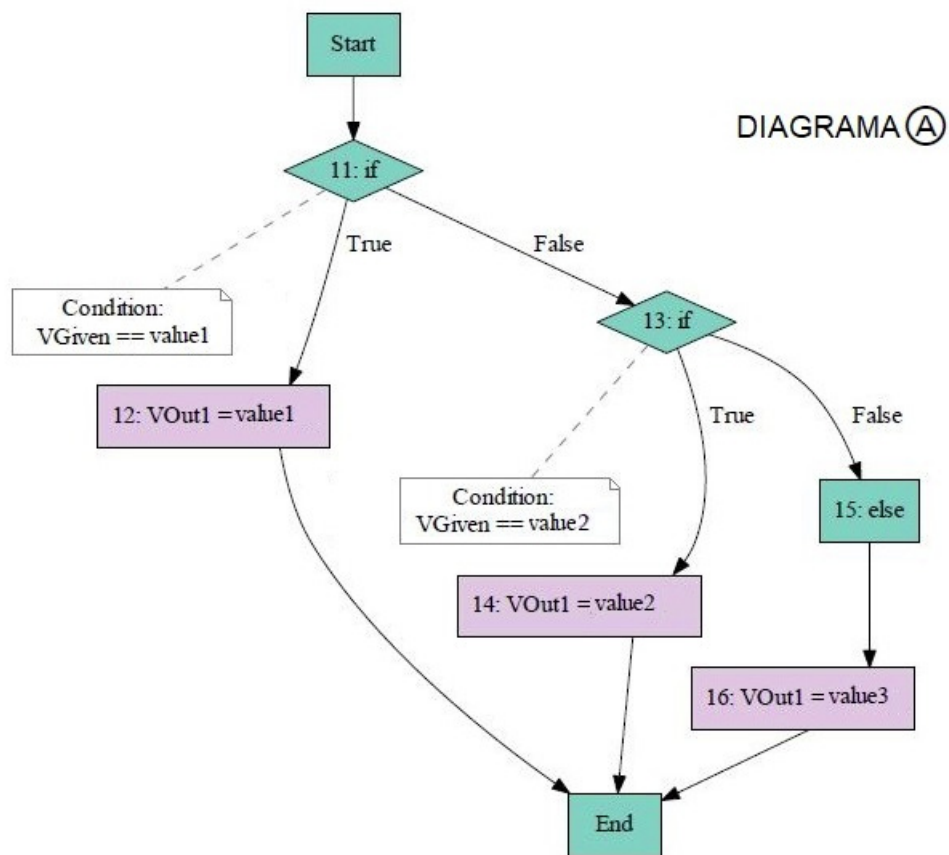 Start
DIAGRAMA A
11: if
True
False
Condition:
VGiven == value1
13: if
12: VOut1 = value1
True
False
Condition:
VGiven == value2
15: else
14: VOut1 = value2
16: VOut1 = value3
End